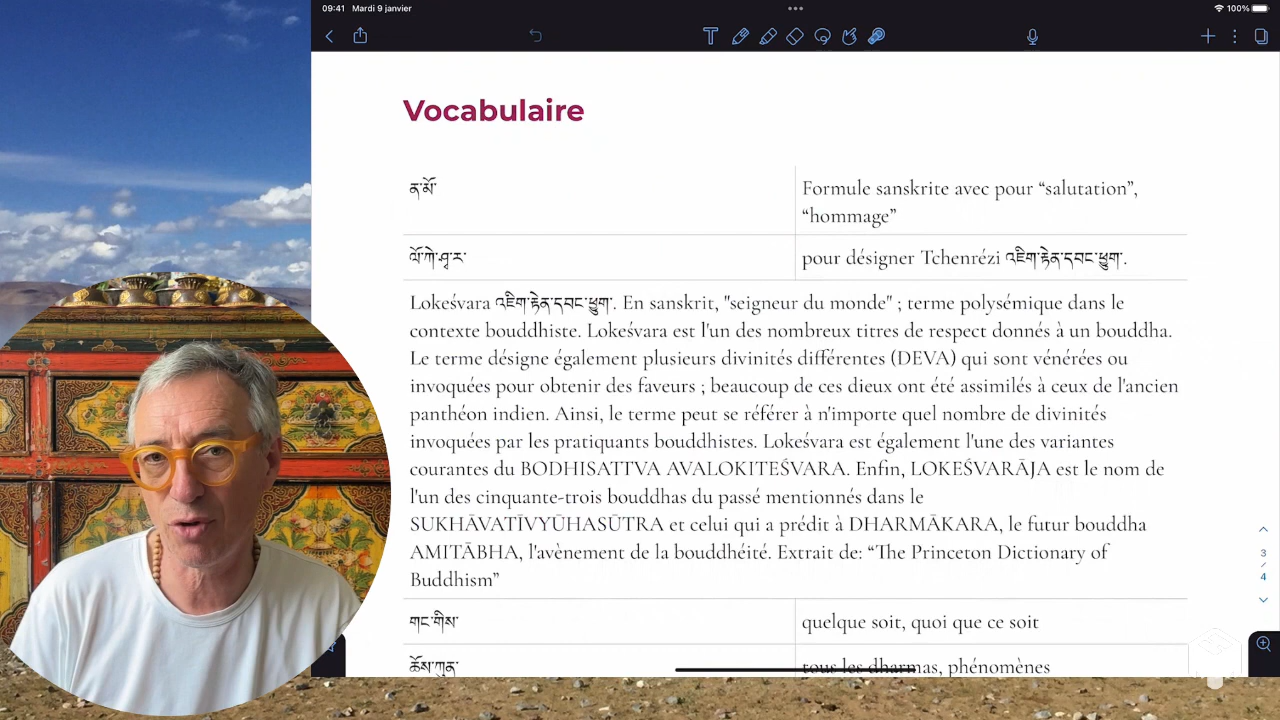 09:41 Mardi 9 janvier
100%
Vocabulaire
ན་མོ་
Formule sanskrite avec pour “salutation”,
“hommage”
ལོ་ཀེ་ཤྭ་ར་
pour désigner Tchenrézi འཇིག་རྟེན་དབང་ཕྱུག་.
Lokeśvara འཇིག་རྟེན་དབང་ཕྱུག་. En sanskrit, "seigneur du monde" ; terme polysémique dans le
contexte bouddhiste. Lokeśvara est l'un des nombreux titres de respect donnés à un bouddha.
Le terme désigne également plusieurs divinités différentes (DEVA) qui sont vénérées ou
invoquées pour obtenir des faveurs ; beaucoup de ces dieux ont été assimilés à ceux de l'ancien
panthéon indien. Ainsi, le terme peut se référer à n'importe quel nombre de divinités
invoquées par les pratiquants bouddhistes. Lokeśvara est également l'une des variantes
courantes du BODHISATTVA AVALOKITEŚVARA. Enfin, LOKEŚVARĀJA est le nom de
l'un des cinquante-trois bouddhas du passé mentionnés dans le
SUKHĀVATĪVYŪHASŪTRA et celui qui a prédit à DHARMĀKARA, le futur bouddha
AMITĀBHA, l'avènement de la bouddhéité. Extrait de: “The Princeton Dictionary of
Buddhism”
གང་གིས་
quelque soit, quoi que ce soit
ཆོས་ཀུན་
tous les dharmas, phénomènes
3
/
4